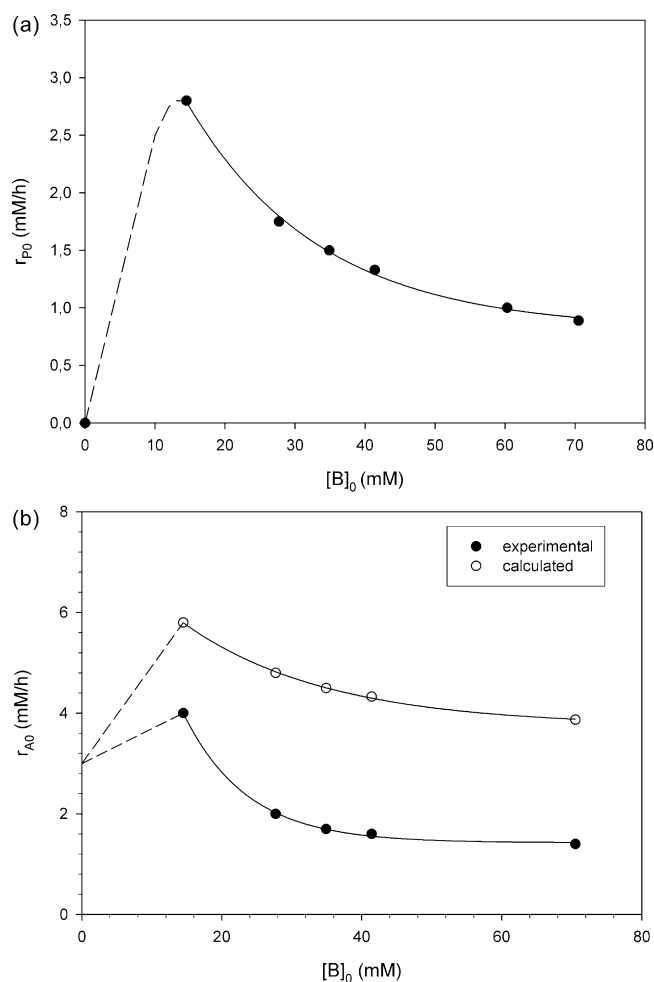 (a)
3,5
3,0
2,5
2,0
1,5
1,0
0,5
0,0
r_P0 (mM/h)
0 10 20 30 40 50 60 70 80
[B]_0 (mM)
(b)
8
6
4
2
0
r_A0 (mM/h)
experimental
calculated
0 20 40 60 80
[B]_0 (mM)